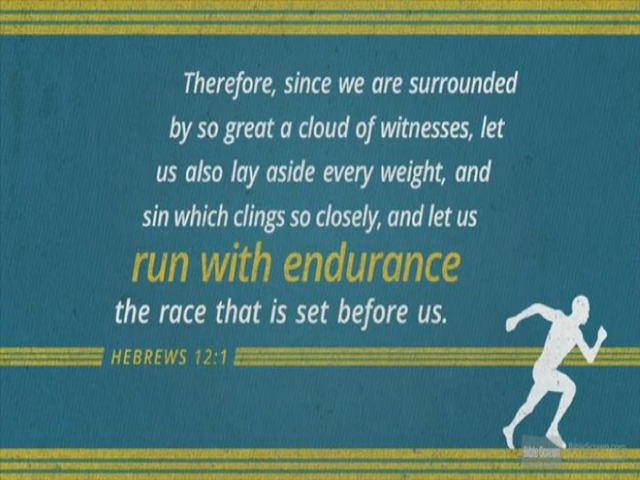 Therefore, since we are surrounded
by so great a cloud of witnesses, let
us also lay aside every weight, and
sin which clings so closely, and let us
run with endurance
the race that is set before us.
HEBREWS 12:1